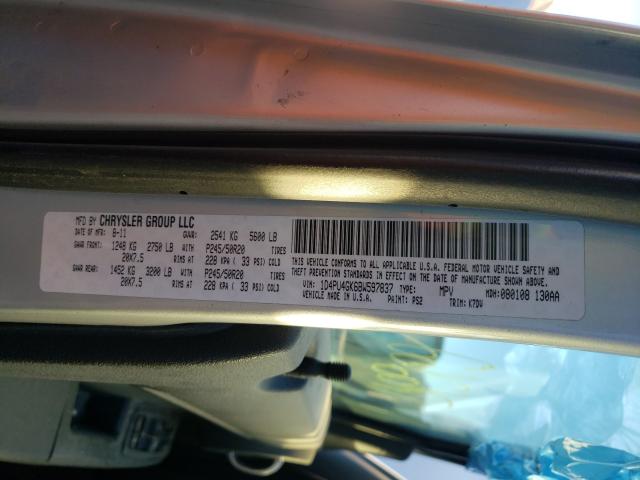 MFD BY CHRYSLER GROUP LLC
DATE OF MFR: 8-11 GVWR: 2541 KG 5600 LB
GAWR FRONT: 1248 KG 2750 LB WITH P245/50R20 TIRES
20X7.5 RIMS AT 228 KPA ( 33 PSI) COLD
GAWR REAR: 1452 KG 3200 LB WITH P245/50R20 TIRES
20X7.5 RIMS AT 228 KPA ( 33 PSI) COLD
THIS VEHICLE CONFORMS TO ALL APPLICABLE U.S.A. FEDERAL MOTOR VEHICLE SAFETY AND
THEFT PREVENTION STANDARDS IN EFFECT ON THE DATE OF MANUFACTURE SHOWN ABOVE.
VIN: 1D4PU4GK6BW597837 TYPE: MPV MDH: 080108 130AA
MADE IN U.S.A. PAINT: PS2 TRIM: K7DV